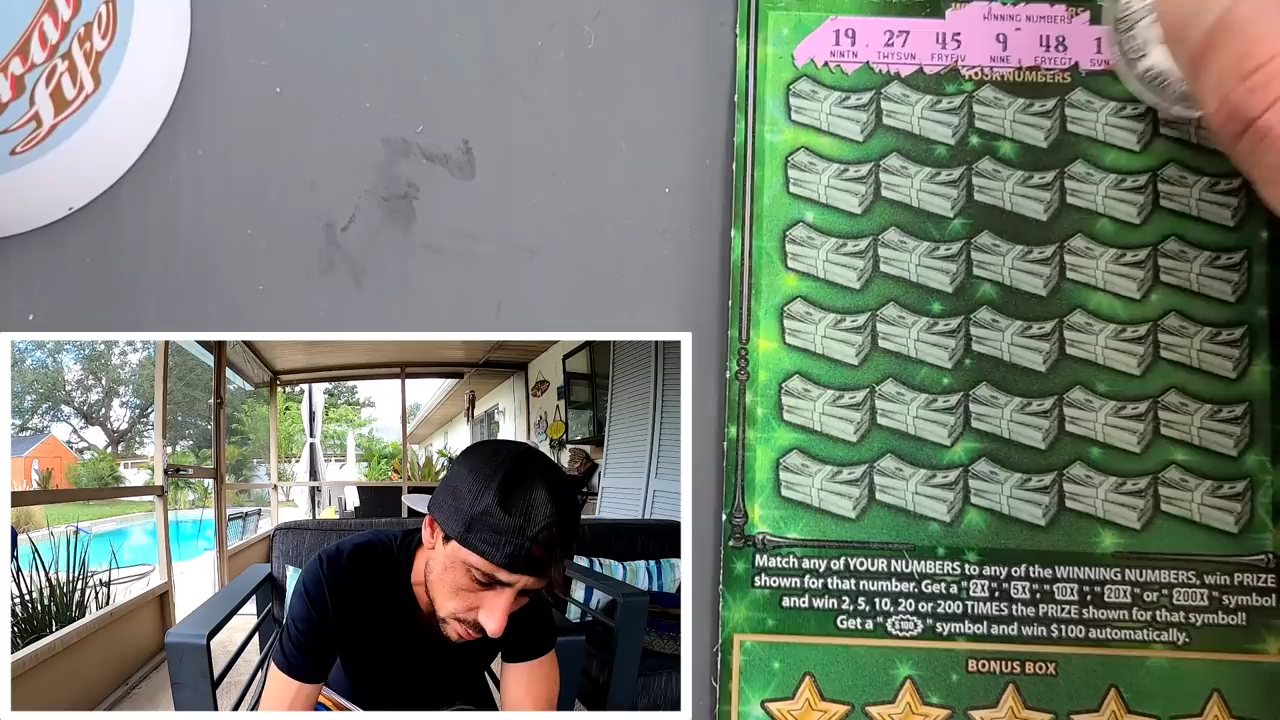 Life
WINNING NUMBERS
19 27 45 9 48 1
NINTN THYSVN FRYFIV NINE FRYEGT SVN
YOUR NUMBERS
Match any of YOUR NUMBERS to any of the WINNING NUMBERS, win PRIZE
shown for that number. Get a "2X", "5X", "10X", "20X" or "200X" symbol
and win 2, 5, 10, 20 or 200 TIMES the PRIZE shown for that symbol!
Get a "$100" symbol and win $100 automatically.
BONUS BOX